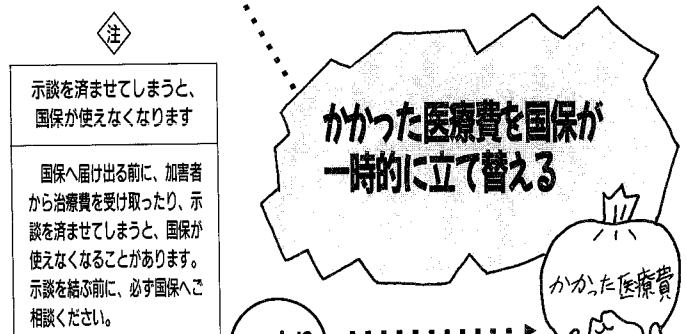 注
示談を済ませてしまうと、
国保が使えなくなります
国保へ届け出る前に、加害者
から治療費を受け取ったり、示
談を済ませてしまうと、国保が
使えなくなることがあります。
示談を結ぶ前に、必ず国保へご
相談ください。
かかった医療費を国保が
一時的に立て替える
かかった医療費